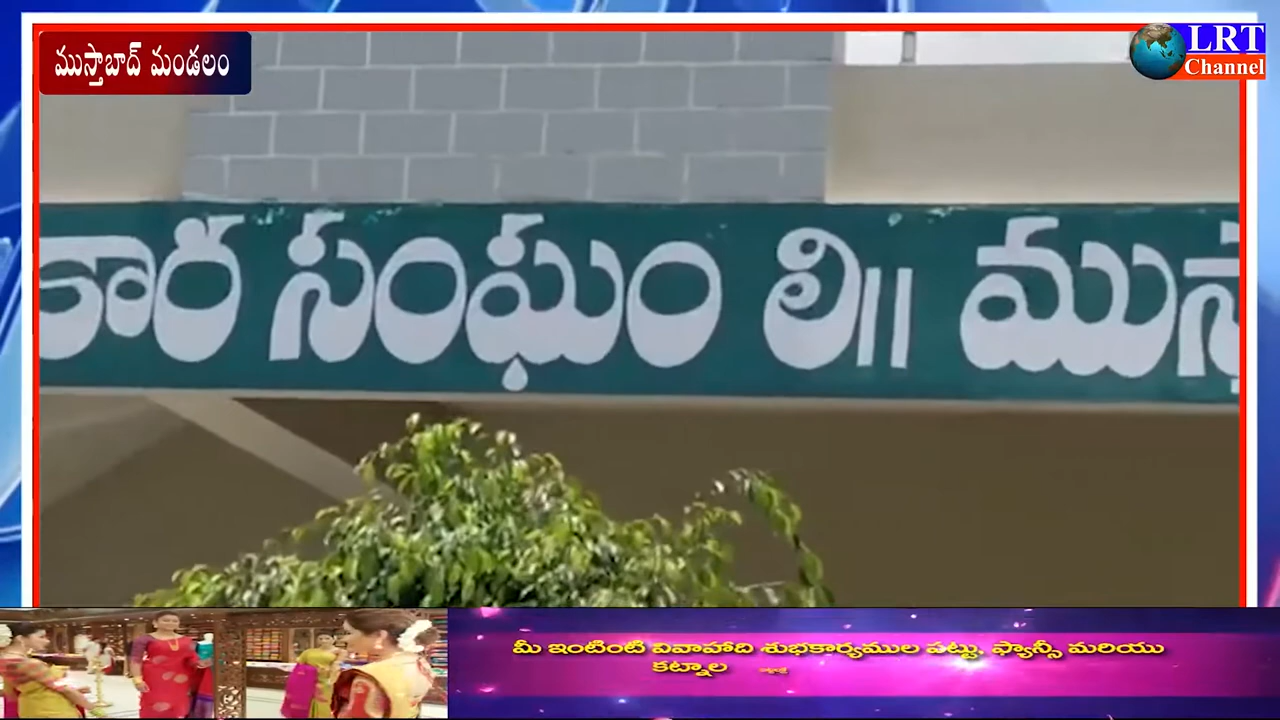 ముస్తాబాద్ మండలం
LRT
Channel
కార సంఘం లి॥
మీ ఇంటింటి వివాహాది శుభకార్యముల పట్టు, ఫ్యాన్సీ మరియు
కట్నాల